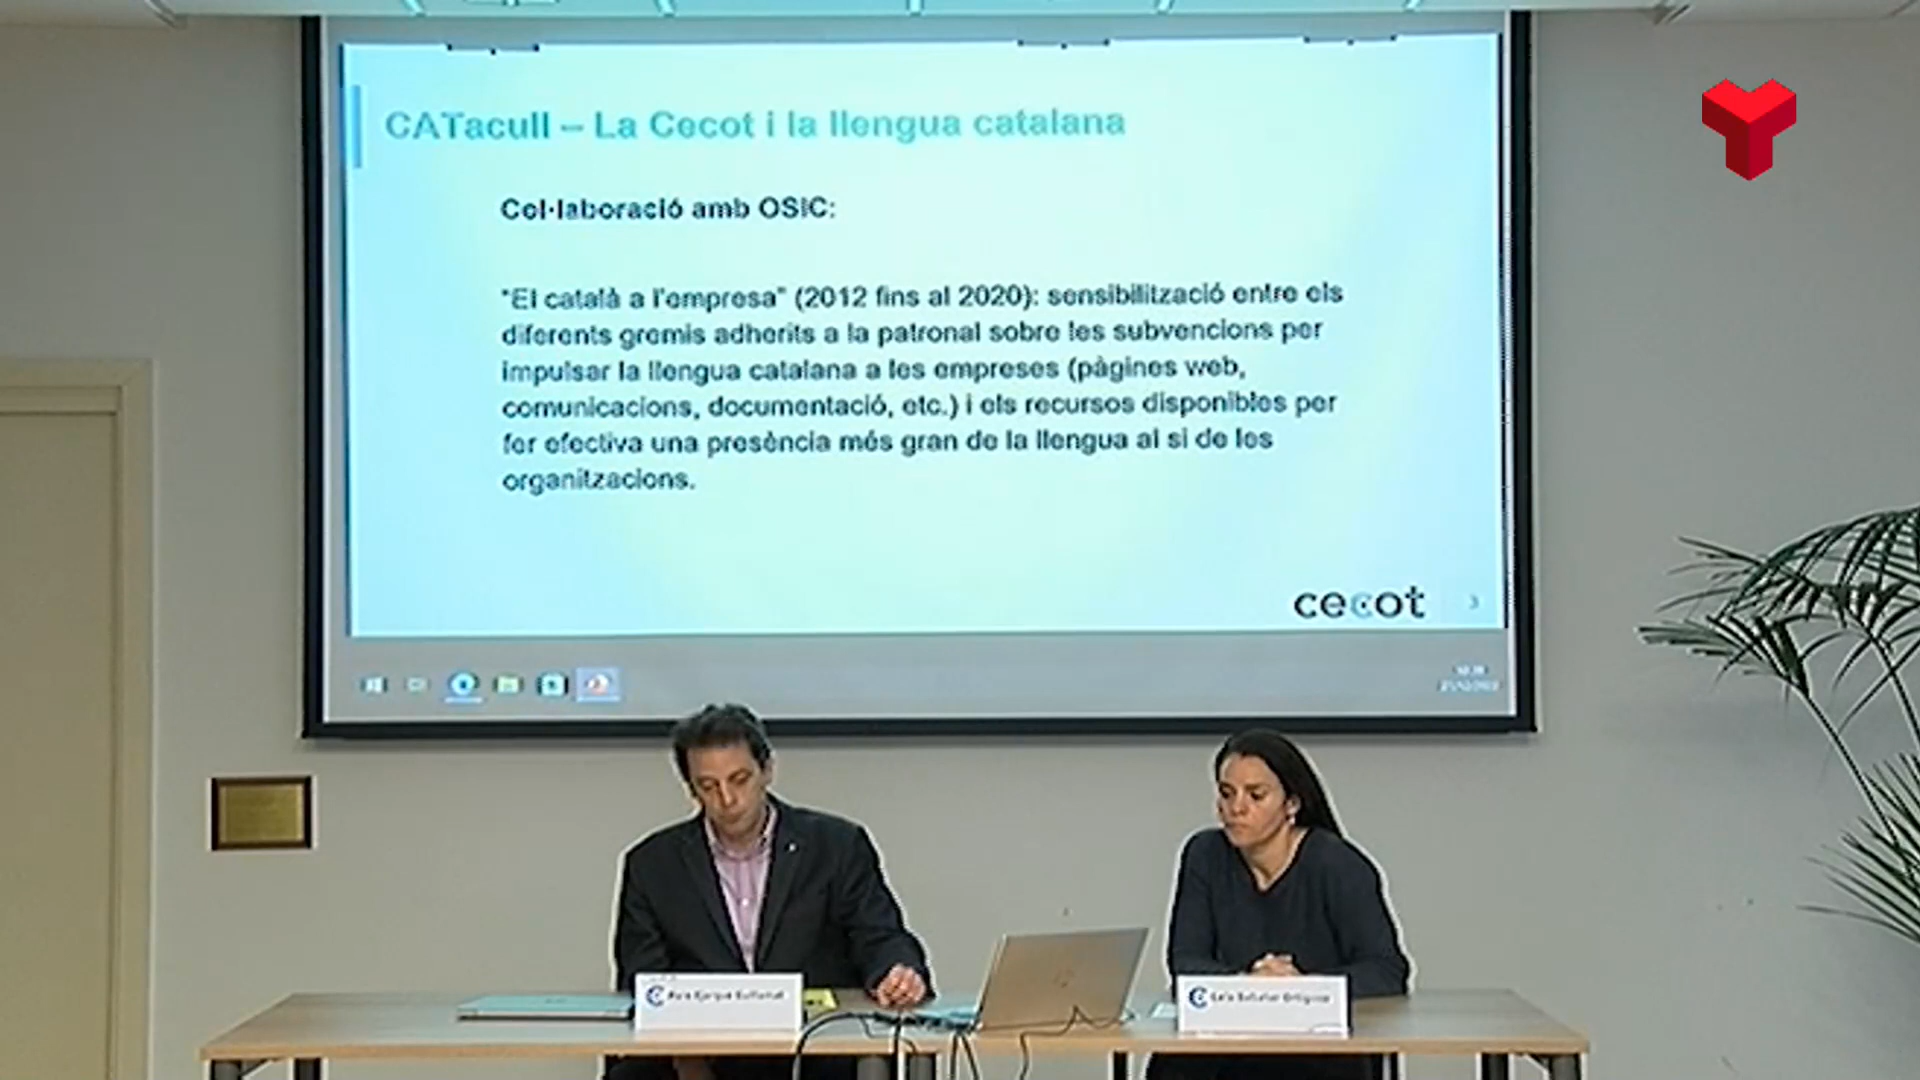 CATacull – La Cecot i la llengua catalana
Col·laboració amb OSIC:
"El català a l'empresa" (2012 fins al 2020): sensibilització entre els
diferents gremis adherits a la patronal sobre les subvencions per
impulsar la llengua catalana a les empreses (pàgines web,
comunicacions, documentació, etc.) i els recursos disponibles per
fer efectiva una presència més gran de la llengua al si de les
organitzacions.
cecot 3